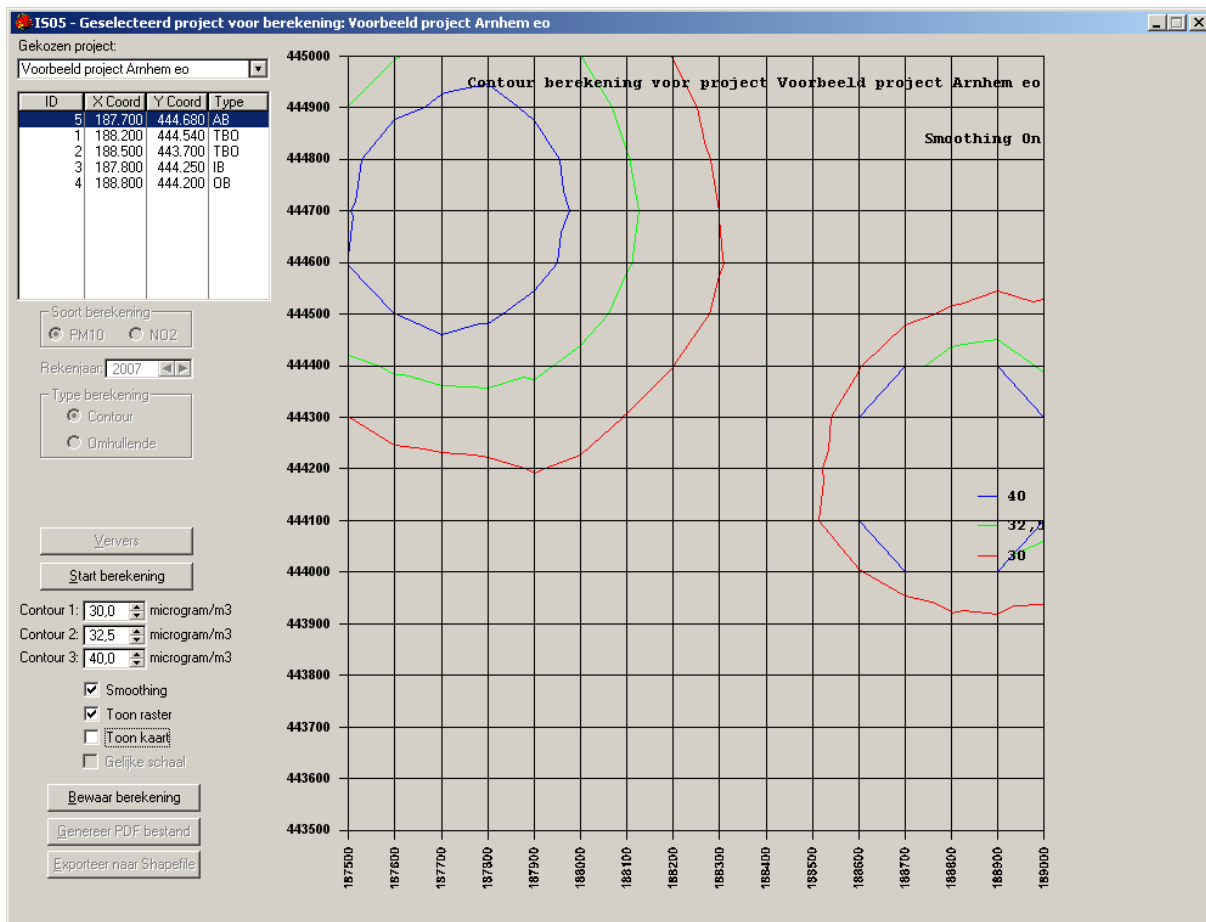 IS05 - Geselecteerd project voor berekening: Voorbeeld project Arnhem eo
Gekozen project:
Voorbeeld project Arnhem eo
ID X Coord Y Coord Type
5 187.700 444.680 AB
1 188.200 444.540 TBO
2 188.500 443.700 TBO
3 187.800 444.250 IB
4 188.800 444.200 OB
Soort berekening
PM10 NO2
Rekenjaar: 2007
Type berekening
Contour
Omhullende
Ververs
Start berekening
Contour 1: 30,0 microgram/m3
Contour 2: 32,5 microgram/m3
Contour 3: 40,0 microgram/m3
Smoothing
Toon raster
Toon kaart
Gelijke schaal
Bewaar berekening
Genereer PDF bestand
Exporteer naar Shapefile
Contour berekening voor project Voorbeeld project Arnhem eo
Smoothing On
445000
444900
444800
444700
444600
444500
444400
444300
444200
444100
444000
443900
443800
443700
443600
443500
40
32,5
30
187500
187600
187700
187800
187900
188000
188100
188200
188300
188400
188500
188600
188700
188800
188900
189000